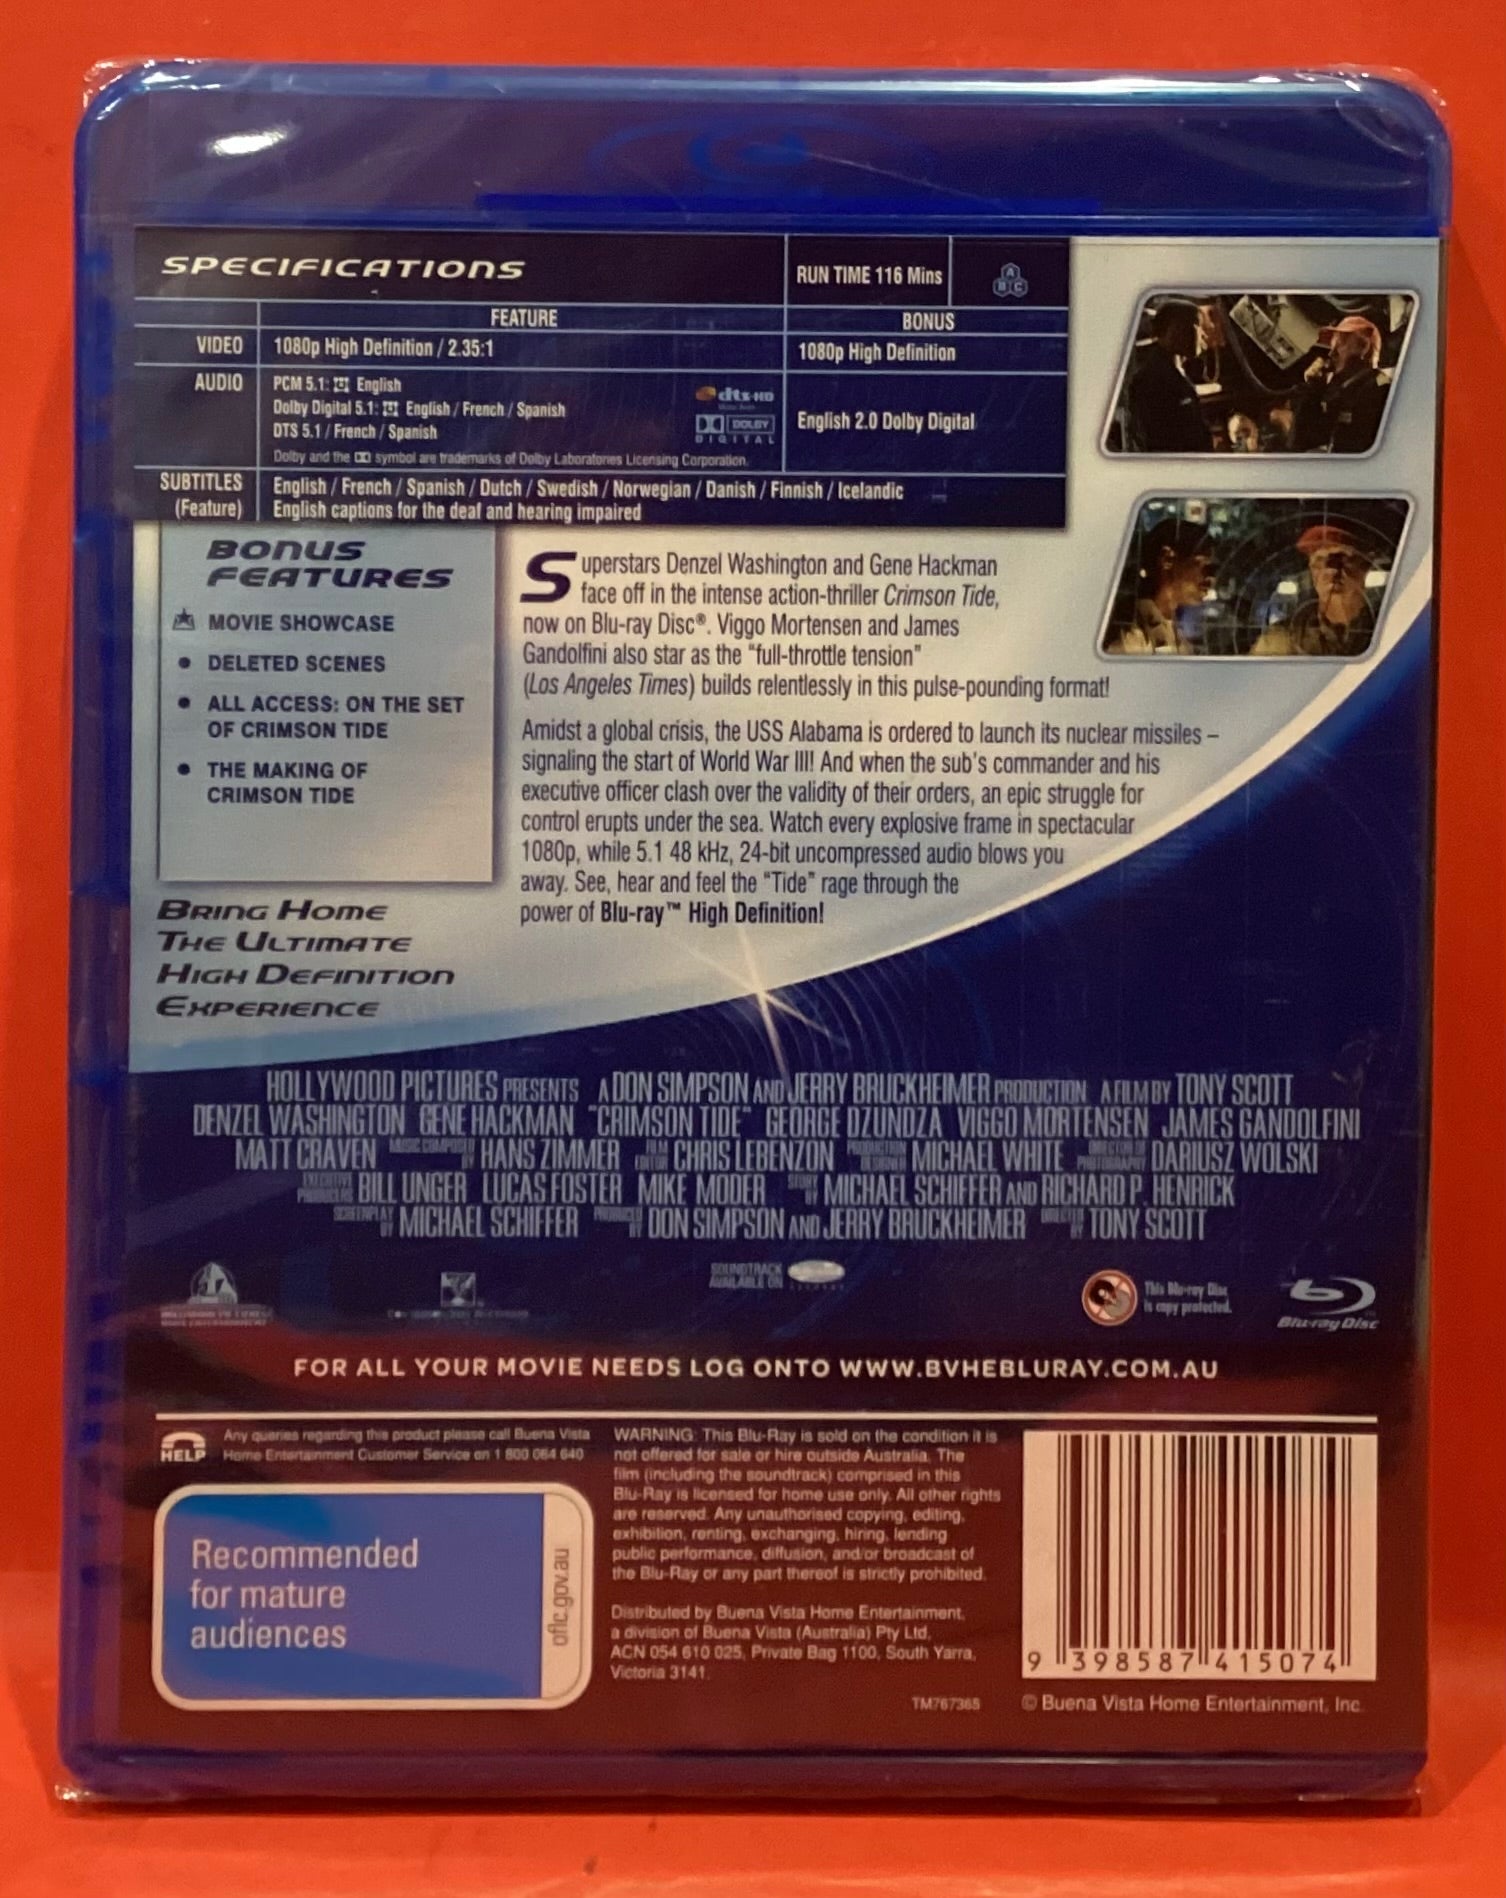 SPECIFICATIONS
RUN TIME 116 Mins
A
B C
FEATURE
BONUS
VIDEO
1080p High Definition / 2.35:1
1080p High Definition
AUDIO
PCM 5.1: English
Dolby Digital 5.1: English / French / Spanish
DTS 5.1 / French / Spanish
dts-HD
DOLBY
DIGITAL
Dolby and the symbol are trademarks of Dolby Laboratories Licensing Corporation.
English 2.0 Dolby Digital
SUBTITLES
(Feature)
English / French / Spanish / Dutch / Swedish / Norwegian / Danish / Finnish / Icelandic
English captions for the deaf and hearing impaired
BONUS
FEATURES
MOVIE SHOWCASE
• DELETED SCENES
• ALL ACCESS: ON THE SET
OF CRIMSON TIDE
• THE MAKING OF
CRIMSON TIDE
BRING HOME
THE ULTIMATE
HIGH DEFINITION
EXPERIENCE
Superstars Denzel Washington and Gene Hackman
face off in the intense action-thriller Crimson Tide,
now on Blu-ray Disc®. Viggo Mortensen and James
Gandolfini also star as the "full-throttle tension"
(Los Angeles Times) builds relentlessly in this pulse-pounding format!
Amidst a global crisis, the USS Alabama is ordered to launch its nuclear missiles –
signaling the start of World War III! And when the sub's commander and his
executive officer clash over the validity of their orders, an epic struggle for
control erupts under the sea. Watch every explosive frame in spectacular
1080p, while 5.1 48 kHz, 24-bit uncompressed audio blows you
away. See, hear and feel the "Tide" rage through the
power of Blu-ray™ High Definition!
HOLLYWOOD PICTURES PRESENTS A DON SIMPSON AND JERRY BRUCKHEIMER PRODUCTION A FILM BY TONY SCOTT
DENZEL WASHINGTON GENE HACKMAN "CRIMSON TIDE" GEORGE DZUNDZA VIGGO MORTENSEN JAMES GANDOLFINI
MATT CRAVEN MUSIC COMPOSED BY HANS ZIMMER FILM EDITOR CHRIS LEBENZON PRODUCTION DESIGNER MICHAEL WHITE DIRECTOR OF PHOTOGRAPHY DARIUSZ WOLSKI
EXECUTIVE PRODUCERS BILL UNGER LUCAS FOSTER MIKE MODER STORY BY MICHAEL SCHIFFER AND RICHARD P. HENRICK
SCREENPLAY BY MICHAEL SCHIFFER PRODUCED BY DON SIMPSON AND JERRY BRUCKHEIMER DIRECTED BY TONY SCOTT
SOUNDTRACK
AVAILABLE ON
This Blu-ray Disc
is copy protected.
Blu-ray Disc
FOR ALL YOUR MOVIE NEEDS LOG ONTO WWW.BVHEBLURAY.COM.AU
HELP
Any queries regarding this product please call Buena Vista
Home Entertainment Customer Service on 1 800 064 640
Recommended
for mature
audiences
oflc.gov.au
WARNING: This Blu-Ray is sold on the condition it is
not offered for sale or hire outside Australia. The
film (including the soundtrack) comprised in this
Blu-Ray is licensed for home use only. All other rights
are reserved. Any unauthorised copying, editing,
exhibition, renting, exchanging, hiring, lending
public performance, diffusion, and/or broadcast of
the Blu-Ray or any part thereof is strictly prohibited.
Distributed by Buena Vista Home Entertainment,
a division of Buena Vista (Australia) Pty Ltd,
ACN 054 610 025, Private Bag 1100, South Yarra,
Victoria 3141.
TM767365
9 398587 415074
© Buena Vista Home Entertainment, Inc.